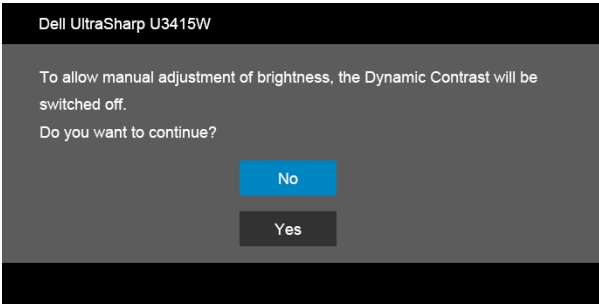 Dell UltraSharp U3415W
To allow manual adjustment of brightness, the Dynamic Contrast will be
switched off.
Do you want to continue?
No
Yes